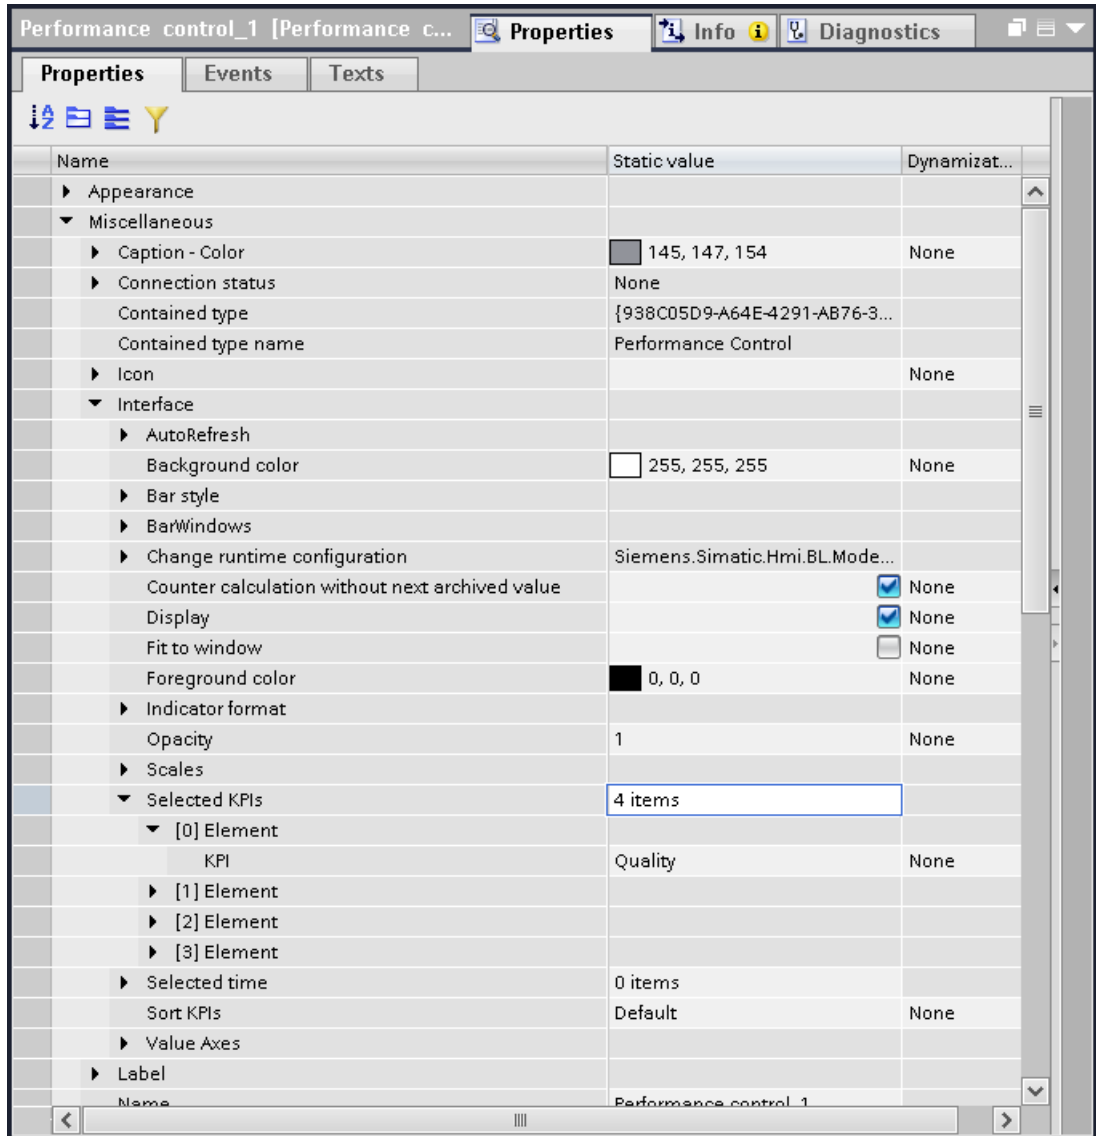 Performance control_1 [Performance c... Properties Info Diagnostics
Properties Events Texts
Name Static value Dynamizat...
Appearance
Miscellaneous
Caption - Color 145, 147, 154 None
Connection status None
Contained type {938C05D9-A64E-4291-AB76-3...
Contained type name Performance Control
Icon None
Interface
AutoRefresh
Background color 255, 255, 255 None
Bar style
BarWindows
Change runtime configuration Siemens.Simatic.Hmi.BL.Mode...
Counter calculation without next archived value None
Display None
Fit to window None
Foreground color 0, 0, 0 None
Indicator format
Opacity 1 None
Scales
Selected KPIs 4 items
[0] Element
KPI Quality None
[1] Element
[2] Element
[3] Element
Selected time 0 items
Sort KPIs Default None
Value Axes
Label
Name Performance control_1